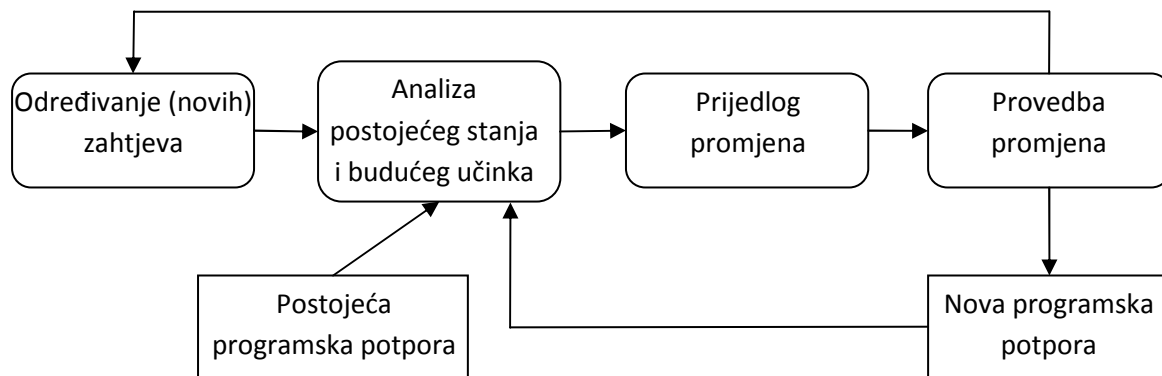 Određivanje (novih)
zahtjeva
Analiza
postojećeg stanja
i budućeg učinka
Prijedlog
promjena
Provedba
promjena
Postojeća
programska potpora
Nova programska
potpora